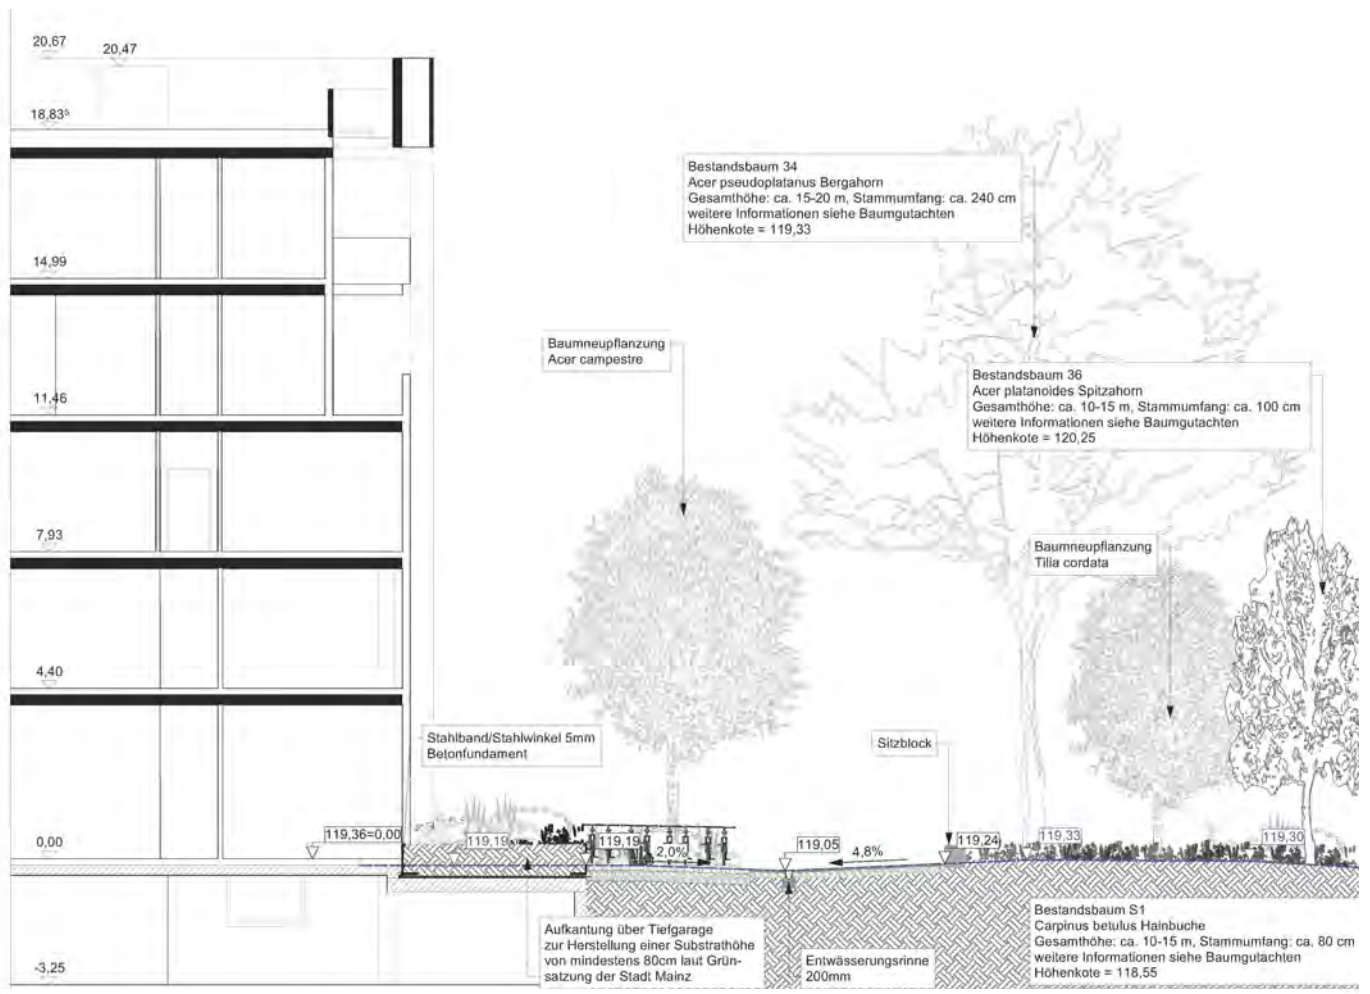 20,67
20,47
18,83⁵
14,99
11,46
7,93
4,40
0,00
-3,25
Bestandsbaum 34
Acer pseudoplatanus Bergahorn
Gesamthöhe: ca. 15-20 m, Stammumfang: ca. 240 cm
weitere Informationen siehe Baumgutachten
Höhenkote = 119,33
Baumneupflanzung
Acer campestre
Bestandsbaum 36
Acer platanoides Spitzahorn
Gesamthöhe: ca. 10-15 m, Stammumfang: ca. 100 cm
weitere Informationen siehe Baumgutachten
Höhenkote = 120,25
Baumneupflanzung
Tilia cordata
Stahlband/Stahlwinkel 5mm
Betonfundament
Sitzblock
119,36=0,00
119,19
119,19
2,0%
119,05
4,8%
119,24
119,33
119,30
Aufkantung über Tiefgarage
zur Herstellung einer Substrathöhe
von mindestens 80cm laut Grün-
satzung der Stadt Mainz
Entwässerungsrinne
200mm
Bestandsbaum S1
Carpinus betulus Hainbuche
Gesamthöhe: ca. 10-15 m, Stammumfang: ca. 80 cm
weitere Informationen siehe Baumgutachten
Höhenkote = 118,55